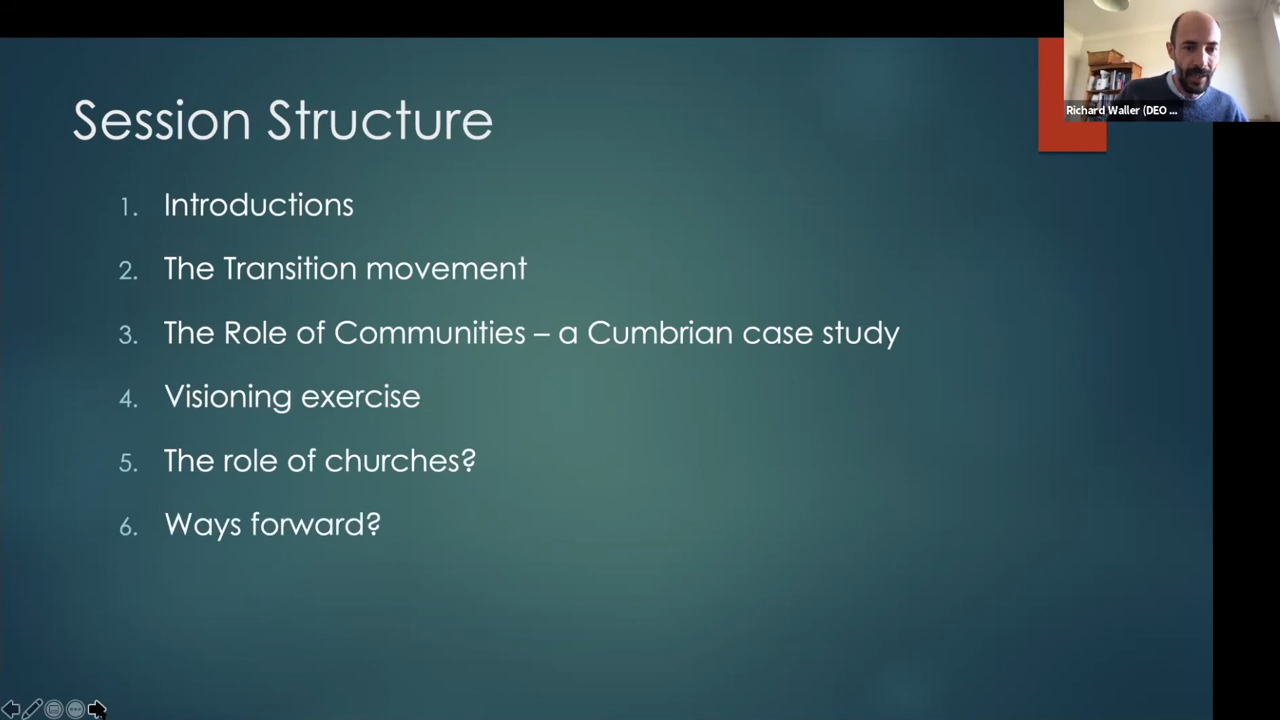 Session Structure
1. Introductions
2. The Transition movement
3. The Role of Communities – a Cumbrian case study
4. Visioning exercise
5. The role of churches?
6. Ways forward?
Richard Waller (DEO ...